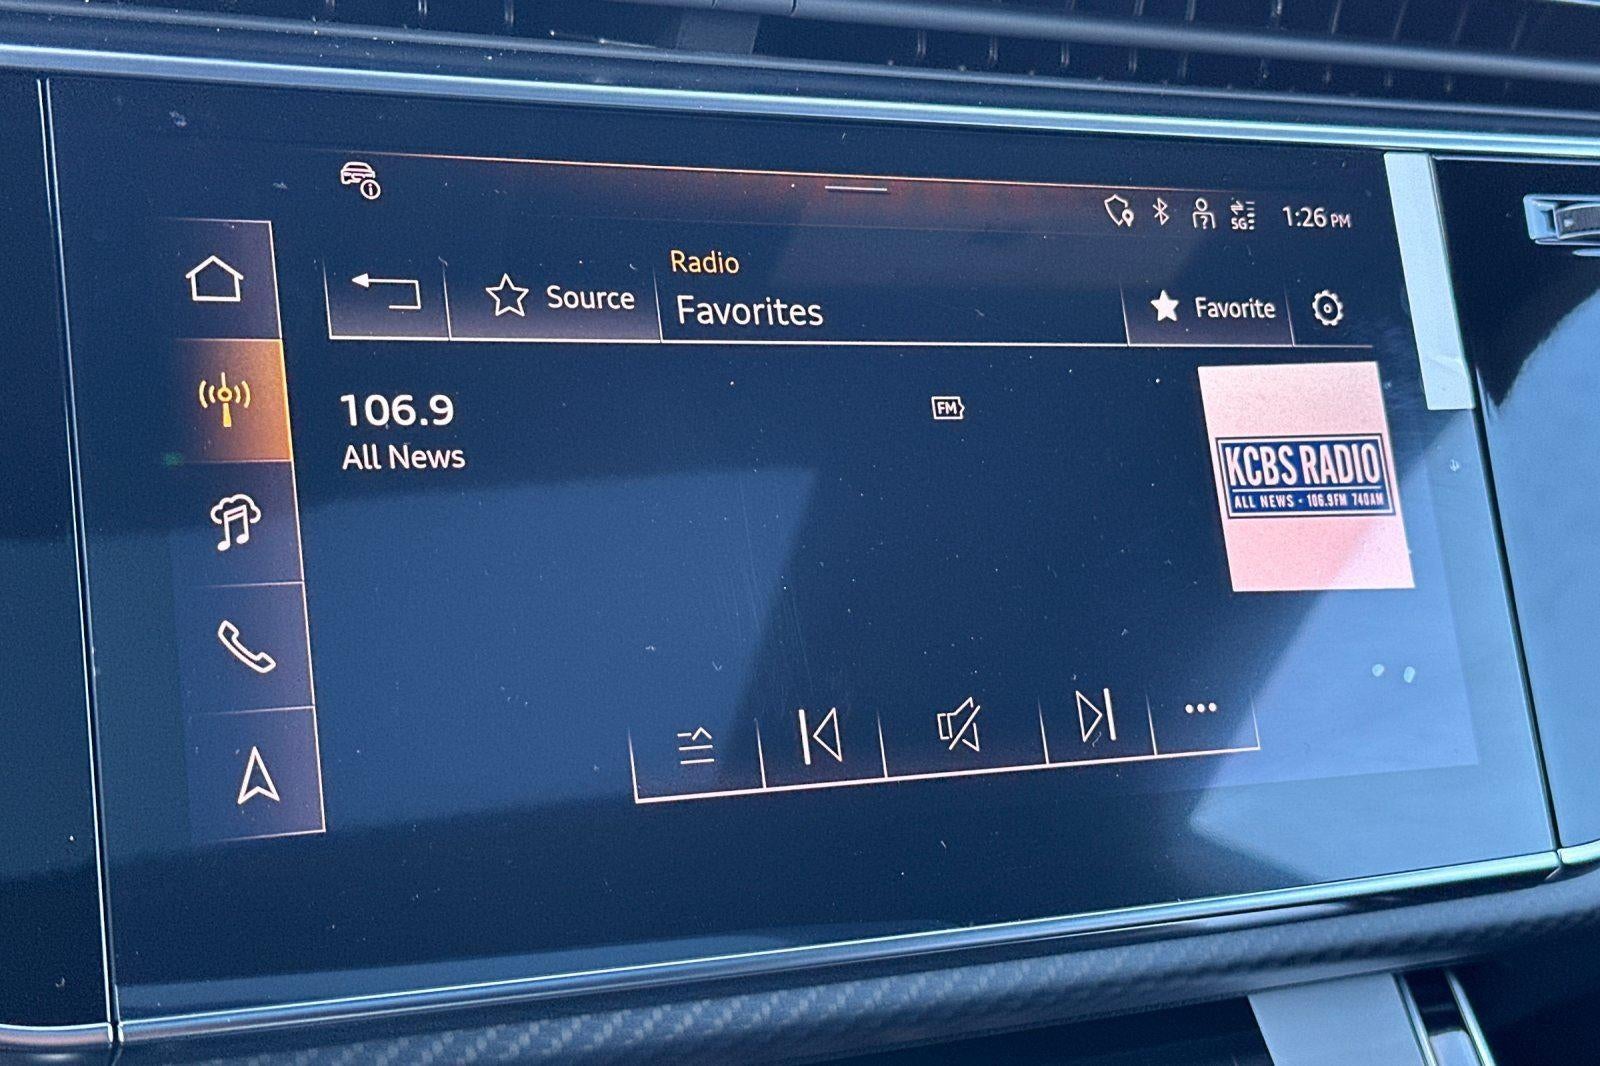 5G
1:26 PM
Radio
Source
Favorites
Favorite
106.9
FM
All News
KCBS RADIO
ALL NEWS • 106.9FM 740AM